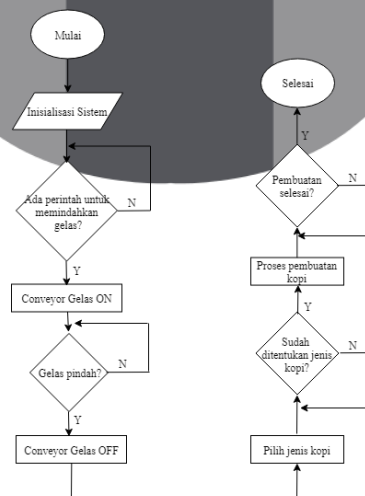 Mulai
Inisialisasi Sistem
Ada perintah untuk
memindahkan
gelas?
N
Y
Conveyor Gelas ON
Gelas pindah?
N
Y
Conveyor Gelas OFF
Selesai
Y
Pembuatan
selesai?
N
Proses pembuatan
kopi
Y
Sudah
ditentukan jenis
kopi?
N
Pilih jenis kopi